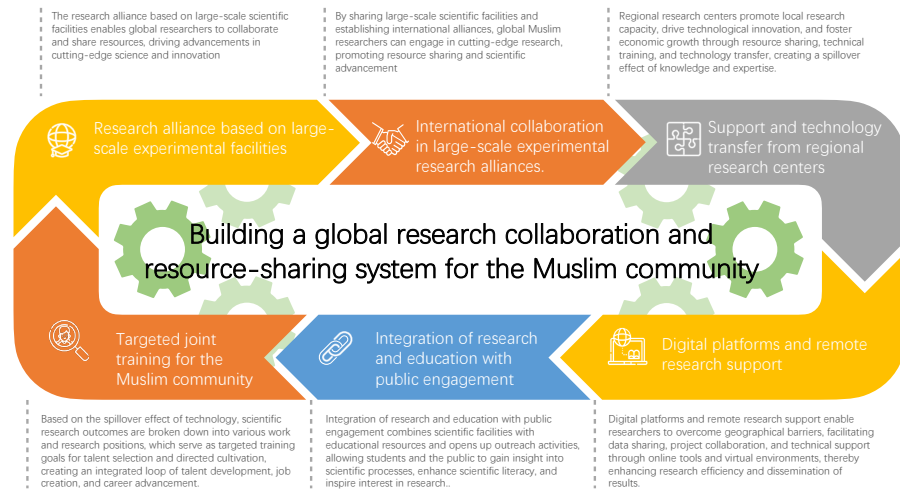 The research alliance based on large-scale scientific
facilities enables global researchers to collaborate
and share resources, driving advancements in
cutting-edge science and innovation
By sharing large-scale scientific facilities and
establishing international alliances, global Muslim
researchers can engage in cutting-edge research,
promoting resource sharing and scientific
advancement
Regional research centers promote local research
capacity, drive technological innovation, and foster
economic growth through resource sharing, technical
training, and technology transfer, creating a spillover
effect of knowledge and expertise.
Research alliance based on large-
scale experimental facilities
International collaboration
in large-scale experimental
research alliances.
Support and technology
transfer from regional
research centers
Building a global research collaboration and
resource-sharing system for the Muslim community
Targeted joint
training for the
Muslim community
Integration of research
and education with
public engagement
Digital platforms and remote
research support
Based on the spillover effect of technology, scientific
research outcomes are broken down into various work
and research positions, which serve as targeted training
goals for talent selection and directed cultivation,
creating an integrated loop of talent development, job
creation, and career advancement.
Integration of research and education with public
engagement combines scientific facilities with
educational resources and opens up outreach activities,
allowing students and the public to gain insight into
scientific processes, enhance scientific literacy, and
inspire interest in research..
Digital platforms and remote research support enable
researchers to overcome geographical barriers, facilitating
data sharing, project collaboration, and technical support
through online tools and virtual environments, thereby
enhancing research efficiency and dissemination of
results.